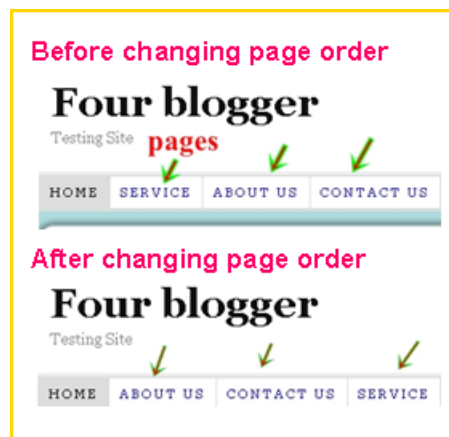 Before changing page order
Four blogger
Testing Site pages
HOME SERVICE ABOUT US CONTACT US
After changing page order
Four blogger
Testing Site
HOME ABOUT US CONTACT US SERVICE